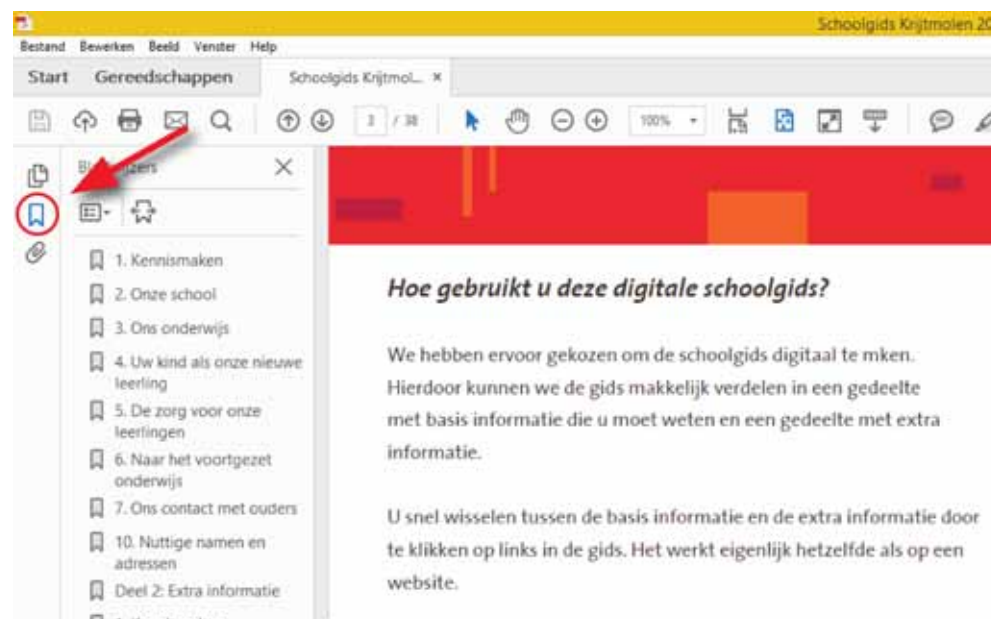 Schoolgids Krijtmolen 20
Bestand Bewerken Beeld Venster Help
Start Gereedschappen Schoolgids Krijtmol... ×
3 / 38 100%
1. Kennismaken
2. Onze school
3. Ons onderwijs
4. Uw kind als onze nieuwe
leerling
5. De zorg voor onze
leerlingen
6. Naar het voortgezet
onderwijs
7. Ons contact met ouders
10. Nuttige namen en
adressen
Deel 2: Extra informatie
Hoe gebruikt u deze digitale schoolgids?
We hebben ervoor gekozen om de schoolgids digitaal te mken.
Hierdoor kunnen we de gids makkelijk verdelen in een gedeelte
met basis informatie die u moet weten en een gedeelte met extra
informatie.
U snel wisselen tussen de basis informatie en de extra informatie door
te klikken op links in de gids. Het werkt eigenlijk hetzelfde als op een
website.